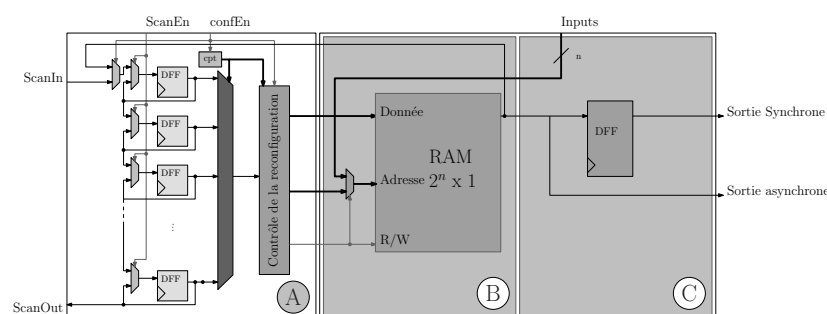 ScanEn confEn Inputs
cpt
n
ScanIn
DFF
Donnée
Sortie Synchrone
DFF
DFF
RAM
2ⁿ x 1
Contrôle de la reconfiguration
Adresse
DFF
Sortie asynchrone
R/W
DFF
A
B
C
ScanOut